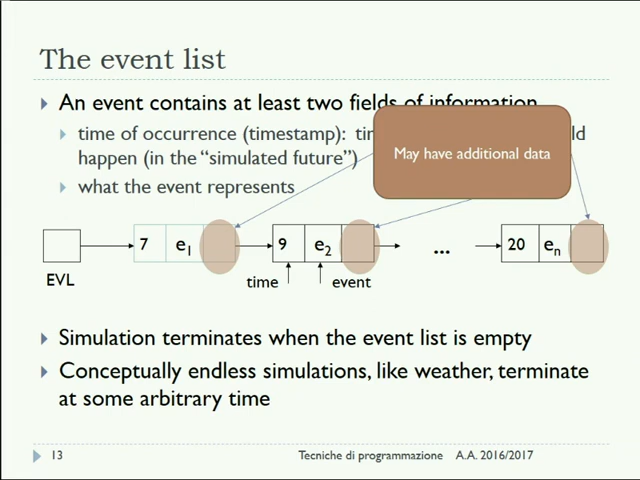 The event list
An event contains at least two fields of information
time of occurrence (timestamp): ld
happen (in the “simulated future”)
what the event represents
May have additional data
7 e1 9 e2 ... 20 en
EVL
time event
Simulation terminates when the event list is empty
Conceptually endless simulations, like weather, terminate
at some arbitrary time
13 Tecniche di programmazione A.A. 2016/2017